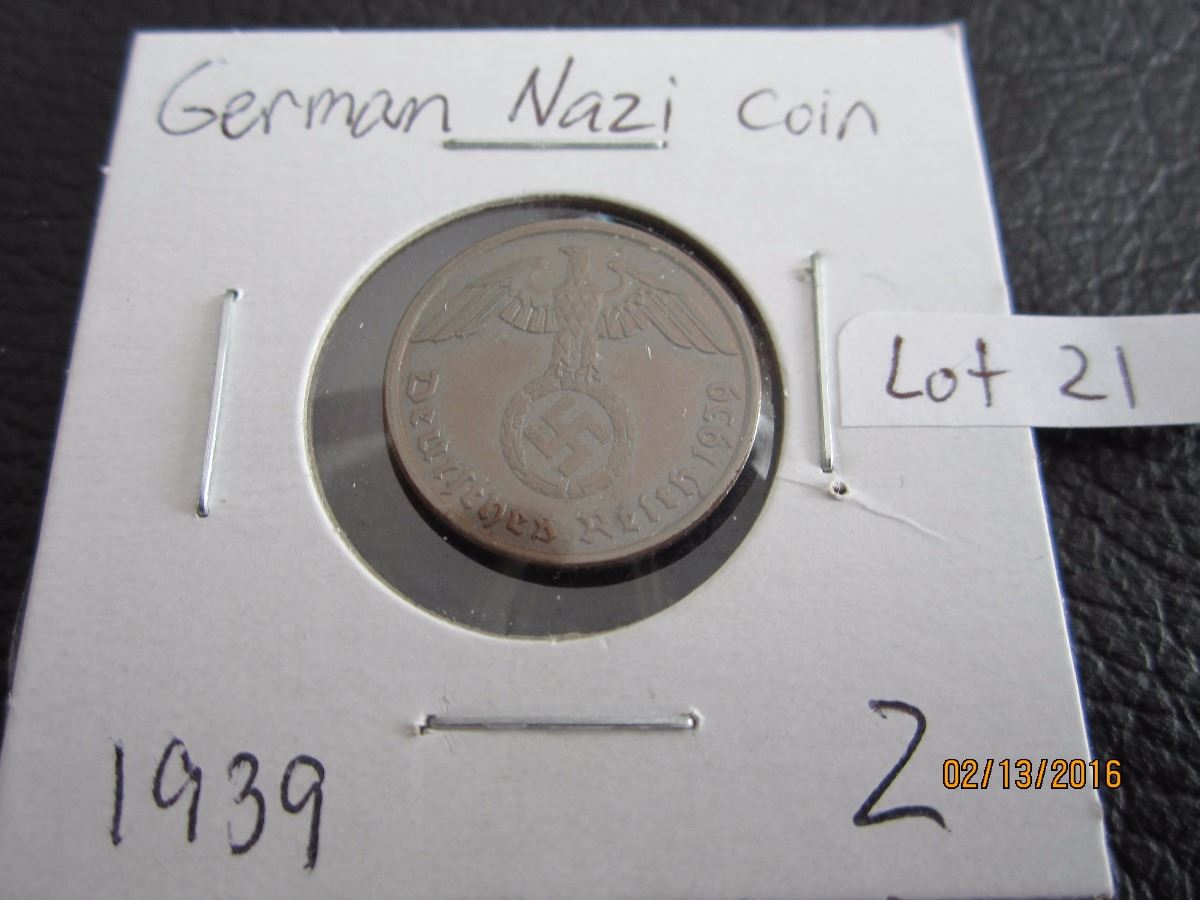 German Nazi coin
Lot 21
Deutsches Reich 1939
1939
2
02/13/2016